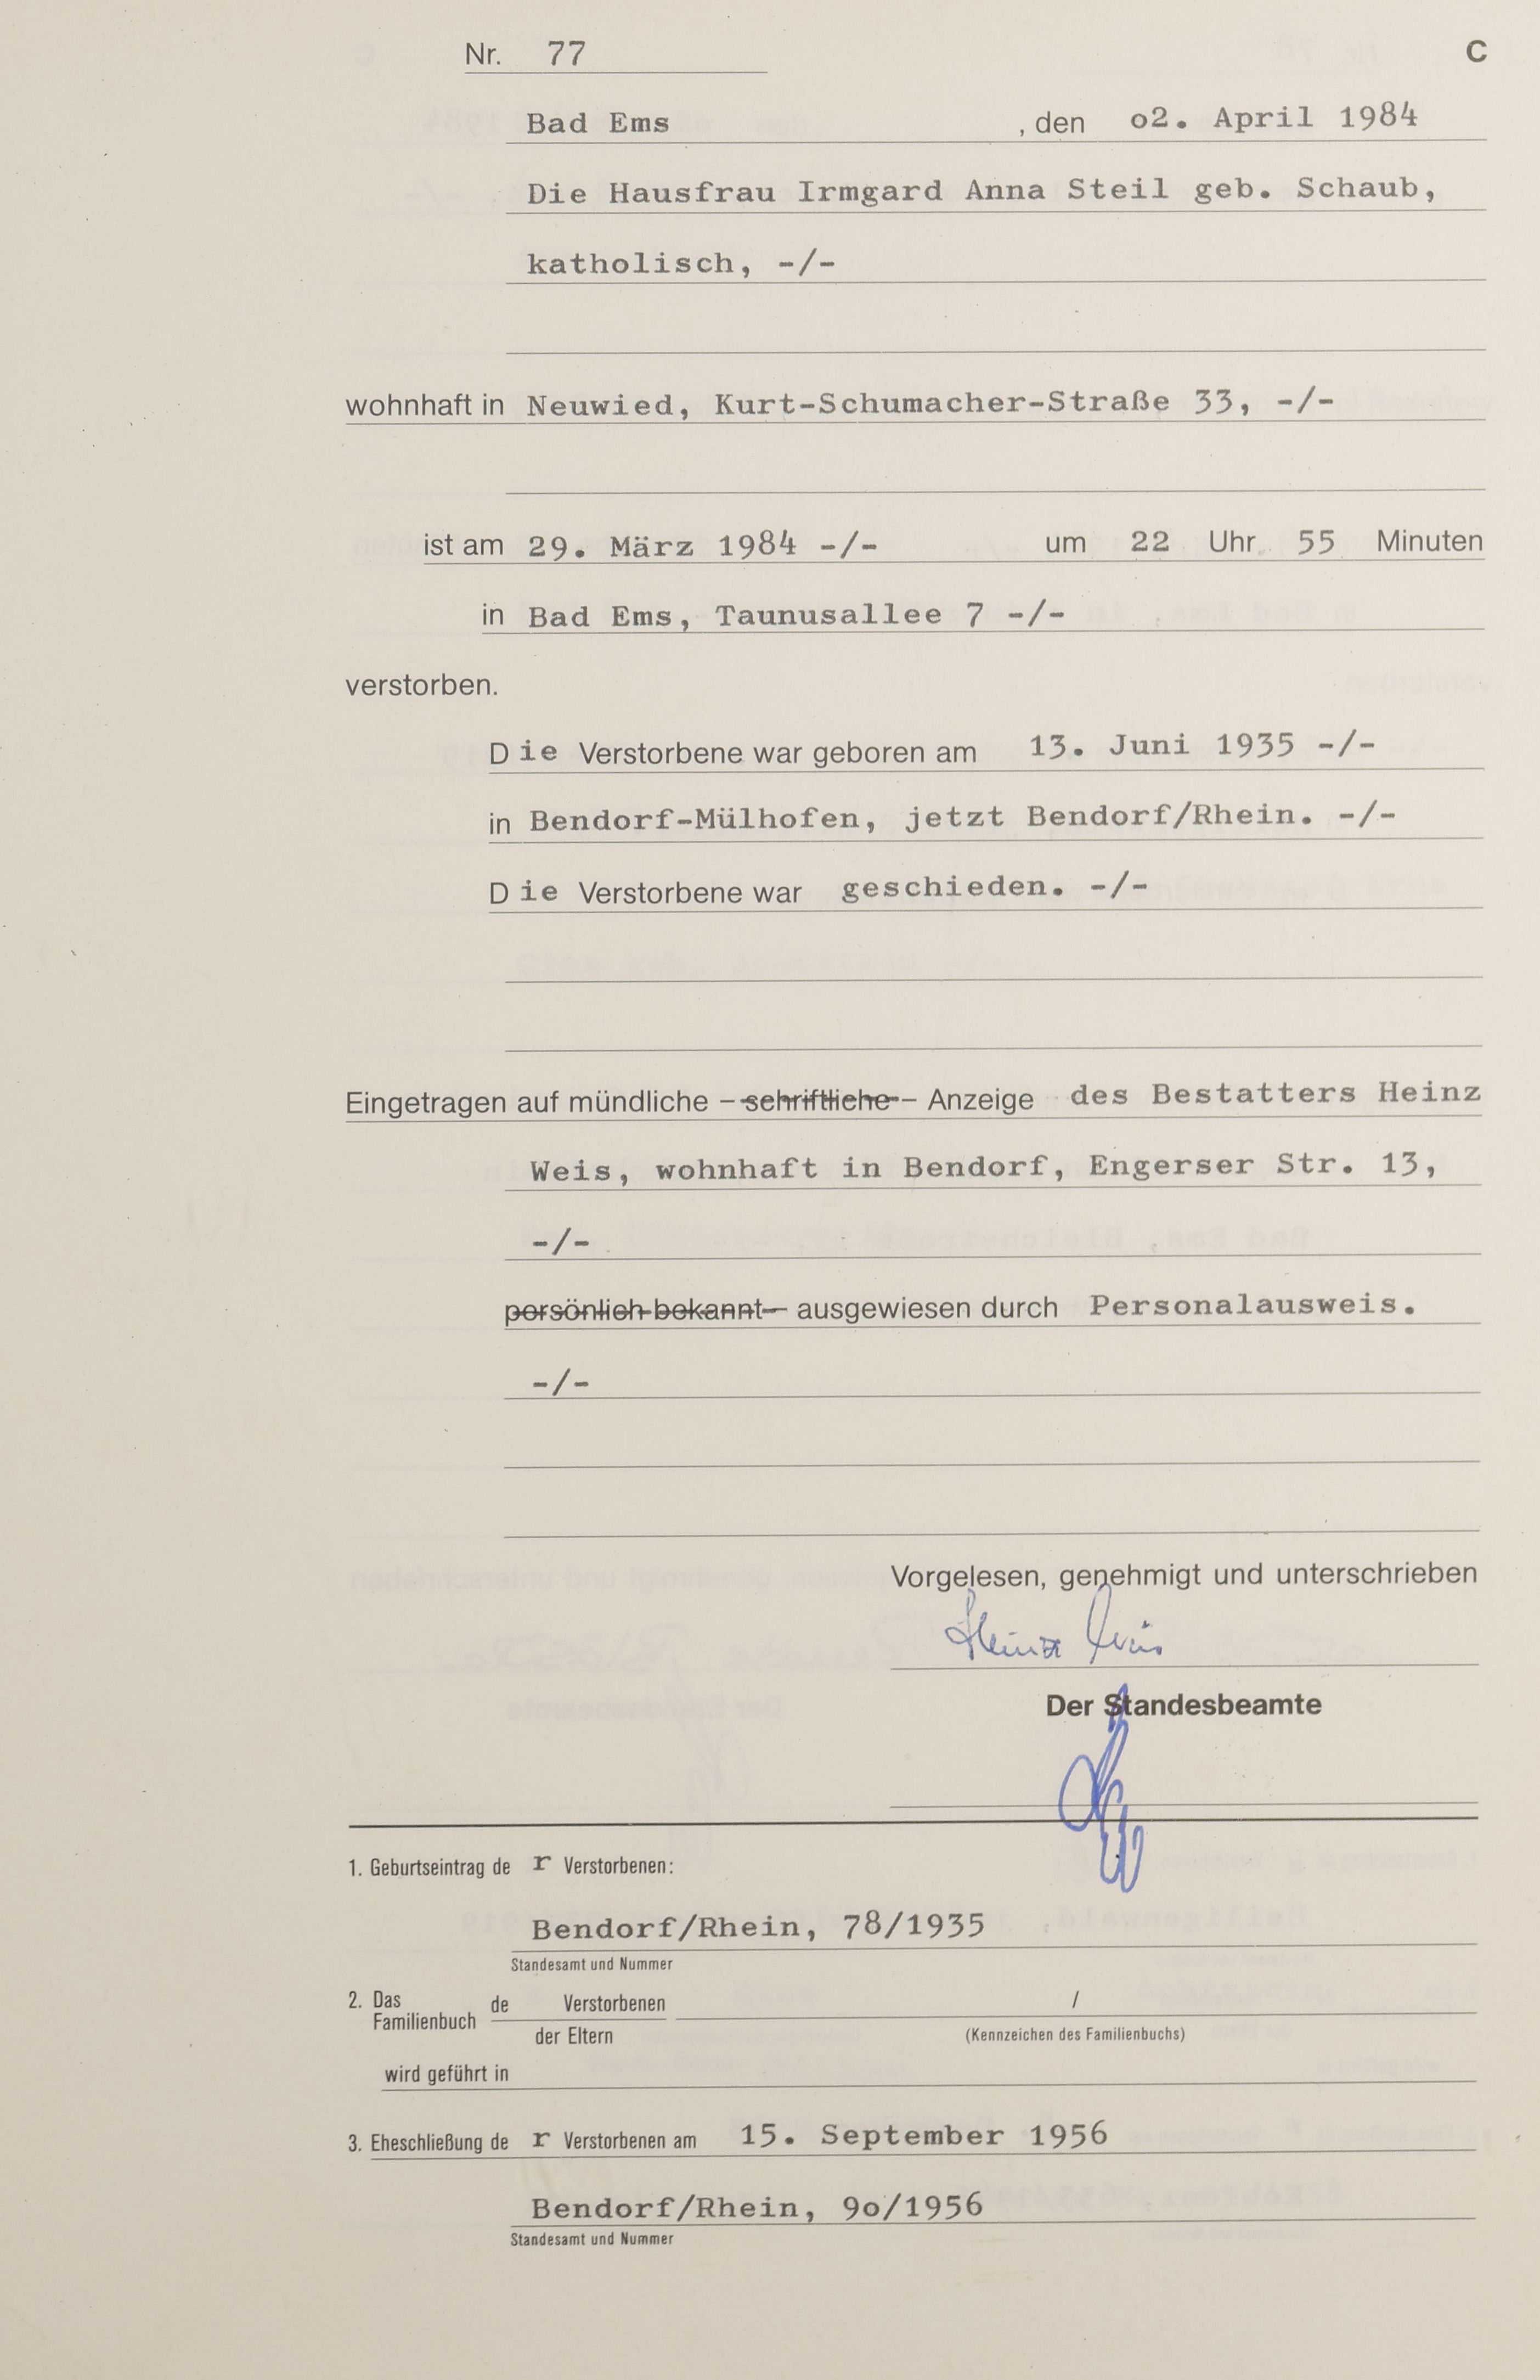 Nr. 77 C
Bad Ems , den o2. April 1984
Die Hausfrau Irmgard Anna Steil geb. Schaub,
katholisch, -/-
wohnhaft in Neuwied, Kurt-Schumacher-Straße 33, -/-
ist am 29. März 1984 -/- um 22 Uhr 55 Minuten
in Bad Ems, Taunusallee 7 -/-
verstorben.
Die Verstorbene war geboren am 13. Juni 1935 -/-
in Bendorf-Mülhofen, jetzt Bendorf/Rhein. -/-
Die Verstorbene war geschieden. -/-
Eingetragen auf mündliche – schriftliche – Anzeige des Bestatters Heinz
Weis, wohnhaft in Bendorf, Engerser Str. 13,
-/-
persönlich bekannt – ausgewiesen durch Personalausweis.
-/-
Vorgelesen, genehmigt und unterschrieben
Heinz Weis
Der Standesbeamte
1. Geburtseintrag de r Verstorbenen:
Bendorf/Rhein, 78/1935
Standesamt und Nummer
2. Das Familienbuch de Verstorbenen /
der Eltern (Kennzeichen des Familienbuchs)
wird geführt in
3. Eheschließung de r Verstorbenen am 15. September 1956
Bendorf/Rhein, 9o/1956
Standesamt und Nummer